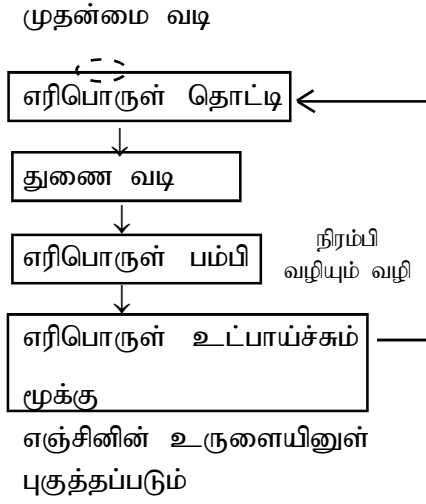 முதன்மை வடி
எரிபொருள் தொட்டி
துணை வடி
எரிபொருள் பம்பி
நிரம்பி
வழியும் வழி
எரிபொருள் உட்பாய்ச்சும்
மூக்கு
எஞ்சினின் உருளையினுள்
புகுத்தப்படும்